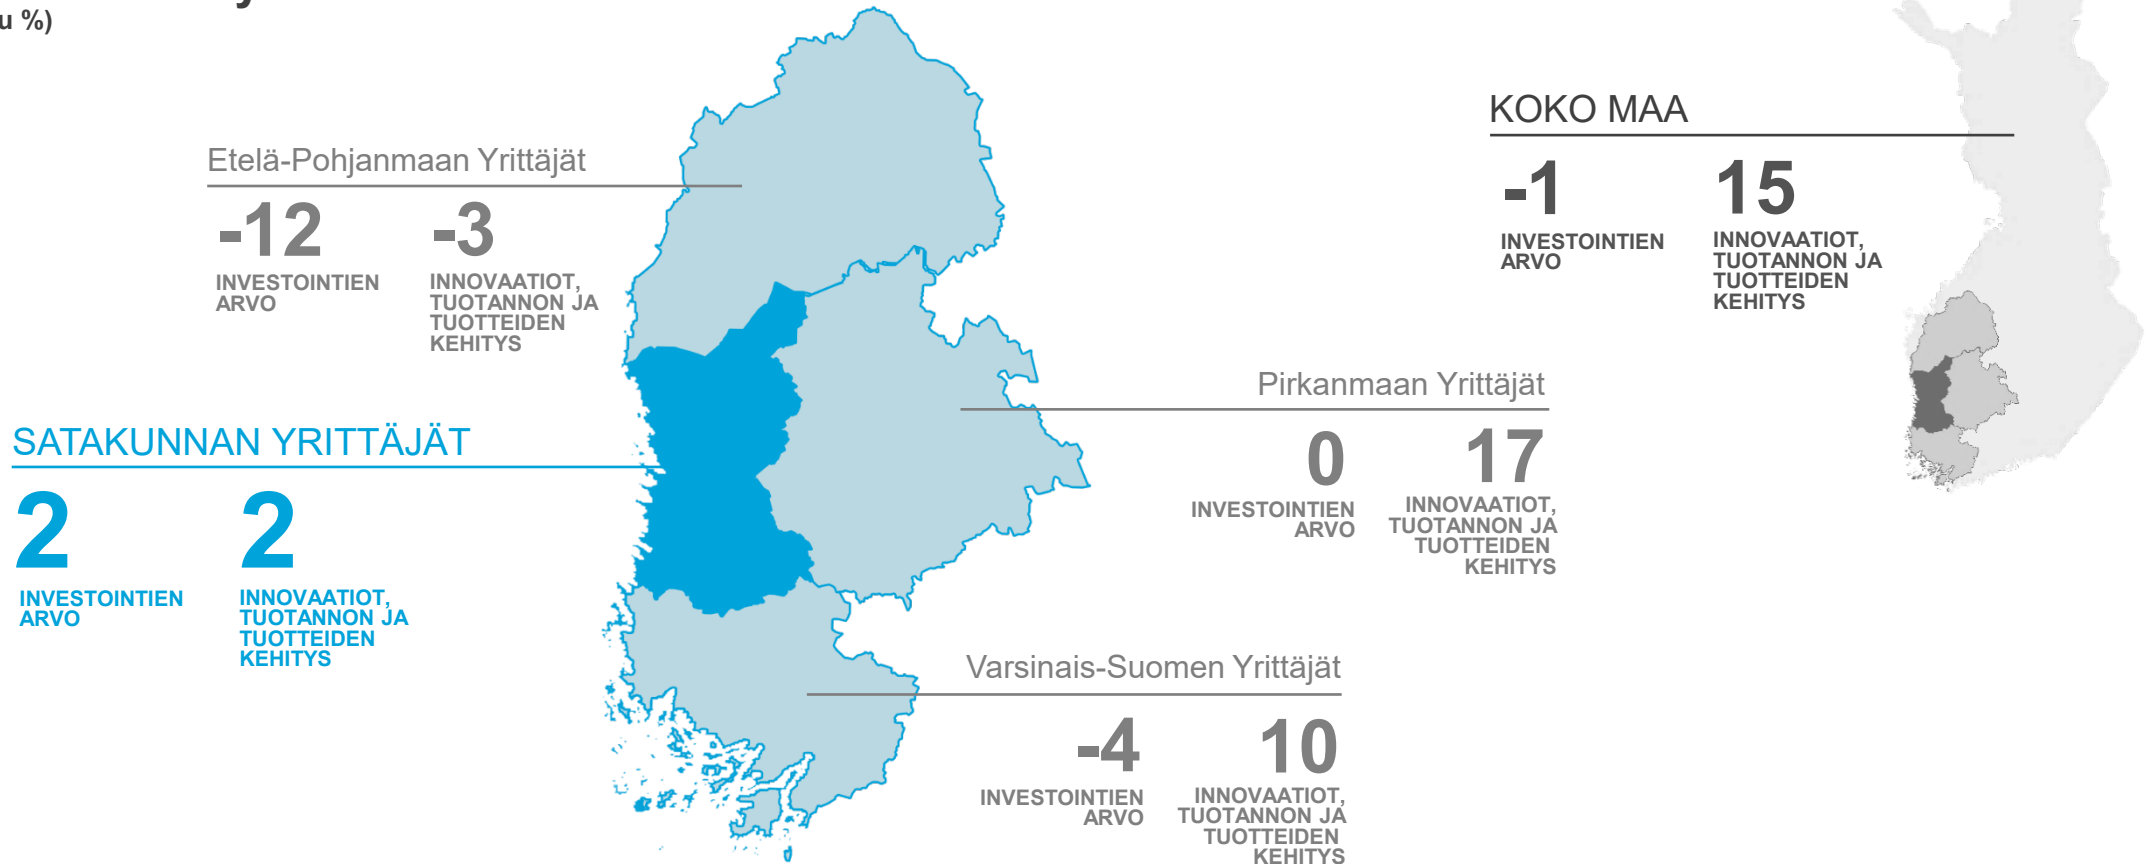 u %)
KOKO MAA
-1
15
INVESTOINTIEN
ARVO
INNOVAATIOT,
TUOTANNON JA
TUOTTEIDEN
KEHITYS
Etelä-Pohjanmaan Yrittäjät
-12
-3
INVESTOINTIEN
ARVO
INNOVAATIOT,
TUOTANNON JA
TUOTTEIDEN
KEHITYS
Pirkanmaan Yrittäjät
0
17
INVESTOINTIEN
ARVO
INNOVAATIOT,
TUOTANNON JA
TUOTTEIDEN
KEHITYS
SATAKUNNAN YRITTÄJÄT
2
2
INVESTOINTIEN
ARVO
INNOVAATIOT,
TUOTANNON JA
TUOTTEIDEN
KEHITYS
Varsinais-Suomen Yrittäjät
-4
10
INVESTOINTIEN
ARVO
INNOVAATIOT,
TUOTANNON JA
TUOTTEIDEN
KEHITYS